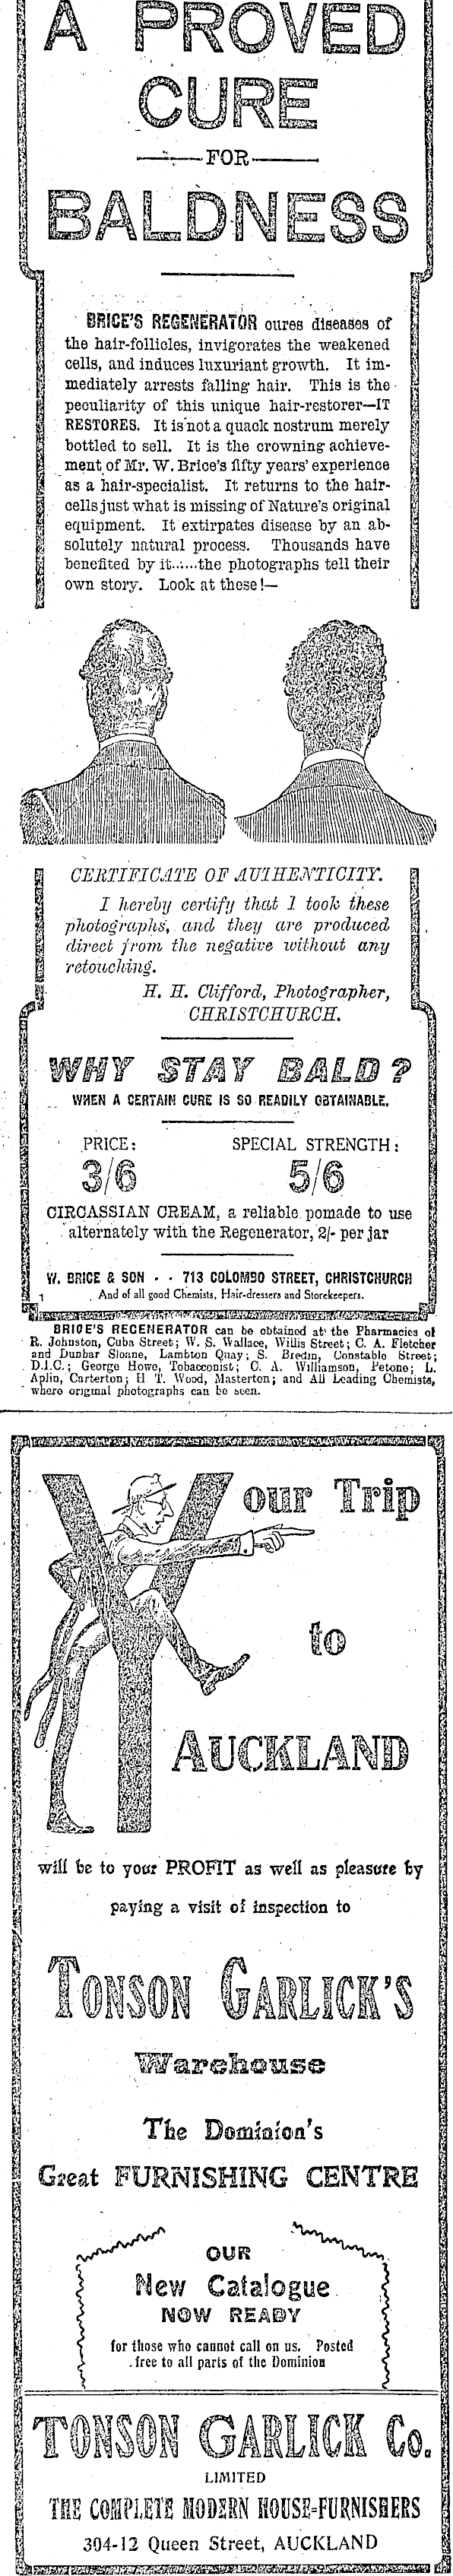 A PROVED
CURE
FOR
BALDNESS
BRICE'S REGENERATOR cures diseases of
the hair-follicles, invigorates the weakened
cells, and induces luxuriant growth. It im-
mediately arrests falling hair. This is the
peculiarity of this unique hair-restorer—IT
RESTORES. It is not a quack nostrum merely
bottled to sell. It is the crowning achieve-
ment of Mr. W. Brice's fifty years' experience
as a hair-specialist. It returns to the hair-
cells just what is missing of Nature's original
equipment. It extirpates disease by an ab-
solutely natural process. Thousands have
benefited by it......the photographs tell their
own story. Look at these!—
CERTIFICATE OF AUTHENTICITY.
I hereby certify that I took these
photographs, and they are produced
direct from the negative without any
retouching.
H. H. Clifford, Photographer,
CHRISTCHURCH.
WHY STAY BALD?
WHEN A CERTAIN CURE IS SO READILY OBTAINABLE.
PRICE: SPECIAL STRENGTH:
3/6 5/6
CIRCASSIAN CREAM, a reliable pomade to use
alternately with the Regenerator, 2/- per jar
W. BRICE & SON - - 713 COLOMBO STREET, CHRISTCHURCH
1 And of all good Chemists, Hair-dressers and Storekeepers.
BRICE'S REGENERATOR can be obtained at the Pharmacies of
R. Johnston, Cuba Street; W. S. Wallace, Willis Street; C. A. Fletcher
and Dunbar Sloane, Lambton Quay; S. Bredin, Constable Street;
D.I.C.; George Howe, Tobacconist; C. A. Williamson, Petone; L.
Aplin, Carterton; H T. Wood, Masterton; and All Leading Chemists,
where original photographs can be seen.
Your Trip
to
AUCKLAND
will be to your PROFIT as well as pleasure by
paying a visit of inspection to
TONSON GARLICK'S
Warehouse
The Dominion's
Great FURNISHING CENTRE
OUR
New Catalogue
NOW READY
for those who cannot call on us. Posted
free to all parts of the Dominion
TONSON GARLICK Co.
LIMITED
THE COMPLETE MODERN HOUSE-FURNISHERS
304-12 Queen Street, AUCKLAND